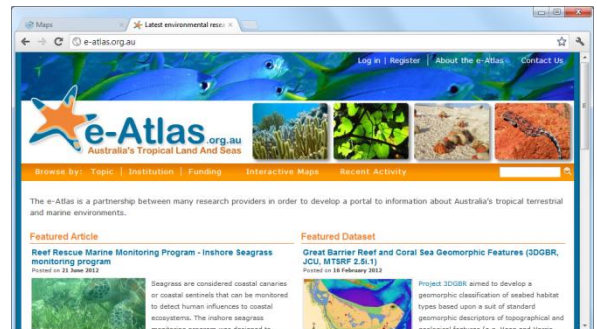 Maps
Latest environmental resea
e-atlas.org.au
Log in | Register | About the e-Atlas Contact Us
e-Atlas.org.au
Australia's Tropical Land And Seas
Browse by: Topic | Institution | Funding Interactive Maps Recent Activity
The e-Atlas is a partnership between many research providers in order to develop a portal to information about Australia's tropical terrestrial
and marine environments.
Featured Article
Reef Rescue Marine Monitoring Program - Inshore Seagrass
monitoring program
Posted on 21 June 2012
Seagrass are considered coastal canaries
or coastal sentinels that can be monitored
to detect human influences to coastal
ecosystems. The inshore seagrass
monitoring program was designed to
Featured Dataset
Great Barrier Reef and Coral Sea Geomorphic Features (3DGBR,
JCU, MTSRF 2.5i.1)
Posted on 16 February 2012
Project 3DGBR aimed to develop a
geomorphic classification of seabed habitat
types based upon a suit of standard
geomorphic descriptors of topographical and